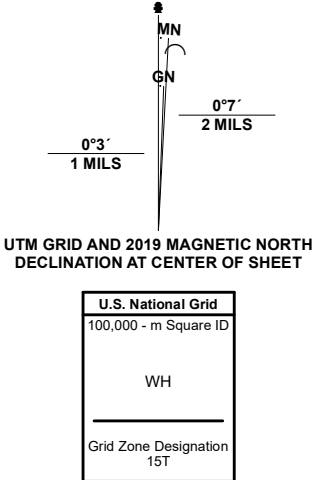 MN
GN
0°7´
2 MILS
0°3´
1 MILS
UTM GRID AND 2019 MAGNETIC NORTH
DECLINATION AT CENTER OF SHEET
U.S. National Grid
100,000 - m Square ID
WH
Grid Zone Designation
15T